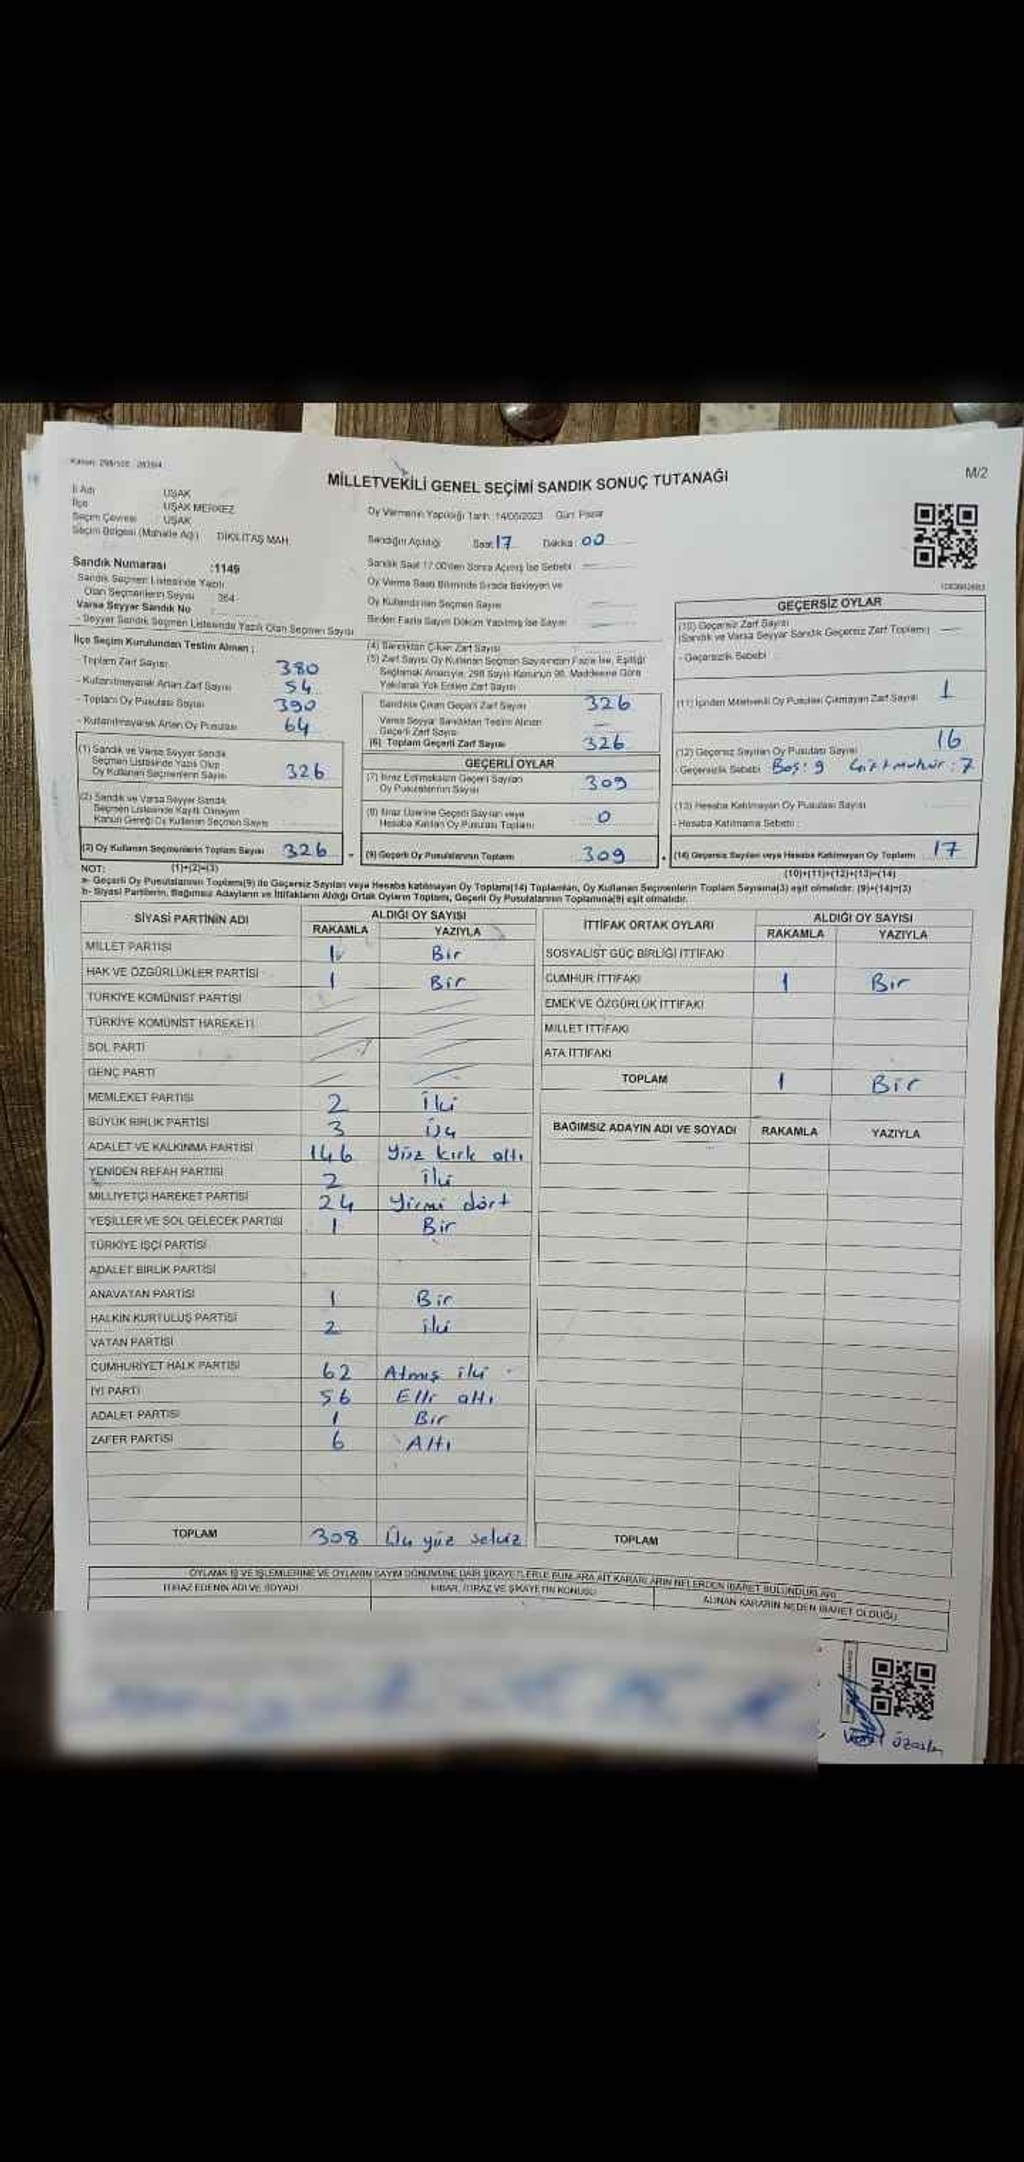 Kanun: 298/105 - 2839/4
MİLLETVEKİLİ GENEL SEÇİMİ SANDIK SONUÇ TUTANAĞI
M/2
İl Adı UŞAK
İlçe UŞAK MERKEZ
Seçim Çevresi UŞAK
Seçim Bölgesi (Mahalle Adı) DİKİLİTAŞ MAH.
Oy Vermenin Yapıldığı Tarih :14/05/2023 Gün: Pazar
Sandığın Açıldığı Saat 17 Dakika : 00
Sandık Saat 17.00'den Sonra Açılmış İse Sebebi
Oy Verme Saati Bitiminde Sırada Bekleyen ve
Oy Kullandırılan Seçmen Sayısı
Birden Fazla Sayım Döküm Yapılmış İse Sayısı
Sandık Numarası :1149
- Sandık Seçmen Listesinde Yazılı
Olan Seçmenlerin Sayısı : 364
Varsa Seyyar Sandık No
- Seyyar Sandık Seçmen Listesinde Yazılı Olan Seçmen Sayısı
İlçe Seçim Kurulundan Teslim Alınan ;
- Toplam Zarf Sayısı 380
- Kullanılmayarak Artan Zarf Sayısı 54
- Toplam Oy Pusulası Sayısı 390
- Kullanılmayarak Artan Oy Pusulası 64
(1) Sandık ve Varsa Seyyar Sandık
Seçmen Listesinde Yazılı Olup
Oy Kullanan Seçmenlerin Sayısı 326
(2) Sandık ve Varsa Seyyar Sandık
Seçmen Listesinde Kayıtlı Olmayan
Kanun Gereği Oy Kullanan Seçmen Sayısı
(3) Oy Kullanan Seçmenlerin Toplam Sayısı 326
(4) Sandıktan Çıkan Zarf Sayısı
(5) Zarf Sayısı Oy Kullanan Seçmen Sayısından Fazla İse, Eşitliği
Sağlamak Amacıyla, 298 Sayılı Kanunun 98. Maddesine Göre
Yakılarak Yok Edilen Zarf Sayısı
Sandıkta Çıkan Geçerli Zarf Sayısı 326
Varsa Seyyar Sandıktan Teslim Alınan
Geçerli Zarf Sayısı
(6) Toplam Geçerli Zarf Sayısı 326
GEÇERLİ OYLAR
(7) İtiraz Edilmeksizin Geçerli Sayılan
Oy Pusulalarının Sayısı 309
(8) İtiraz Üzerine Geçerli Sayılan veya
Hesaba Katılan Oy Pusulası Toplamı 0
(9) Geçerli Oy Pusulalarının Toplamı 309
GEÇERSİZ OYLAR
(10) Geçersiz Zarf Sayısı
(Sandık ve Varsa Seyyar Sandık Geçersiz Zarf Toplamı)
- Geçersizlik Sebebi :
(11) İçinden Milletvekili Oy Pusulası Çıkmayan Zarf Sayısı 1
(12) Geçersiz Sayılan Oy Pusulası Sayısı 16
- Geçersizlik Sebebi : Boş : 9 Çift mühür : 7
(13) Hesaba Katılmayan Oy Pusulası Sayısı
- Hesaba Katılmama Sebebi :
(14) Geçersiz Sayılan veya Hesaba Katılmayan Oy Toplamı 17
NOT: (1)+(2)=(3) (10)+(11)+(12)+(13)=(14)
a- Geçerli Oy Pusulalarının Toplamı(9) ile Geçersiz Sayılan veya Hesaba katılmayan Oy Toplamı(14) Toplamları, Oy Kullanan Seçmenlerin Toplam Sayısına(3) eşit olmalıdır. (9)+(14)=(3)
b- Siyasi Partilerin, Bağımsız Adayların ve İttifakların Aldığı Ortak Oyların Toplamı, Geçerli Oy Pusulalarının Toplamına(9) eşit olmalıdır.
SİYASİ PARTİNİN ADI ALDIĞI OY SAYISI
RAKAMLA YAZIYLA
MİLLET PARTİSİ 1 Bir
HAK VE ÖZGÜRLÜKLER PARTİSİ 1 Bir
TÜRKİYE KOMÜNİST PARTİSİ
TÜRKİYE KOMÜNİST HAREKETİ
SOL PARTİ
GENÇ PARTİ
MEMLEKET PARTİSİ 2 İki
BÜYÜK BİRLİK PARTİSİ 3 Üç
ADALET VE KALKINMA PARTİSİ 146 Yüz kırk altı
YENİDEN REFAH PARTİSİ 2 İki
MİLLİYETÇİ HAREKET PARTİSİ 24 Yirmi dört
YEŞİLLER VE SOL GELECEK PARTİSİ 1 Bir
TÜRKİYE İŞÇİ PARTİSİ
ADALET BİRLİK PARTİSİ
ANAVATAN PARTİSİ 1 Bir
HALKIN KURTULUŞ PARTİSİ 2 İki
VATAN PARTİSİ
CUMHURİYET HALK PARTİSİ 62 Atmış iki
İYİ PARTİ 56 Elli altı
ADALET PARTİSİ 1 Bir
ZAFER PARTİSİ 6 Altı
TOPLAM 308 Üç yüz sekiz
İTTİFAK ORTAK OYLARI ALDIĞI OY SAYISI
RAKAMLA YAZIYLA
SOSYALİST GÜÇ BİRLİĞİ İTTİFAKI
CUMHUR İTTİFAKI 1 Bir
EMEK VE ÖZGÜRLÜK İTTİFAKI
MİLLET İTTİFAKI
ATA İTTİFAKI
TOPLAM 1 Bir
BAĞIMSIZ ADAYIN ADI VE SOYADI RAKAMLA YAZIYLA
TOPLAM
OYLAMA İŞ VE İŞLEMLERİNE VE OYLARIN SAYIM DÖKÜMÜNE DAİR ŞİKAYETLERLE BUNLARA AİT KARARLARIN NELERDEN İBARET BULUNDUKLARI
İTİRAZ EDENİN ADI VE SOYADI İHBAR, İTİRAZ VE ŞİKAYETİN KONUSU ALINAN KARARIN NEDEN İBARET OLDUĞU